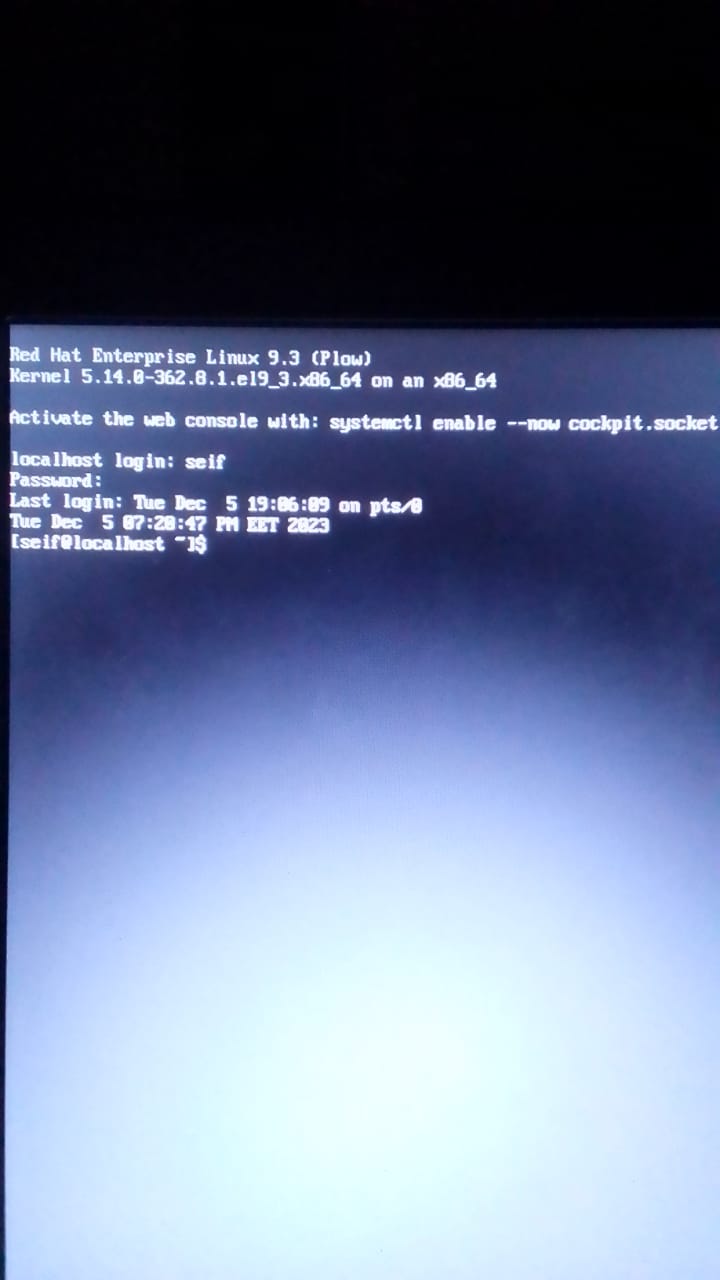 Red Hat Enterprise Linux 9.3 (Plow)
Kernel 5.14.0-362.8.1.el9_3.x86_64 on an x86_64
Activate the web console with: systemctl enable --now cockpit.socket
localhost login: seif
Password:
Last login: Tue Dec  5 19:06:09 on pts/0
Tue Dec  5 07:20:47 PM EET 2023
[seif@localhost ~]$